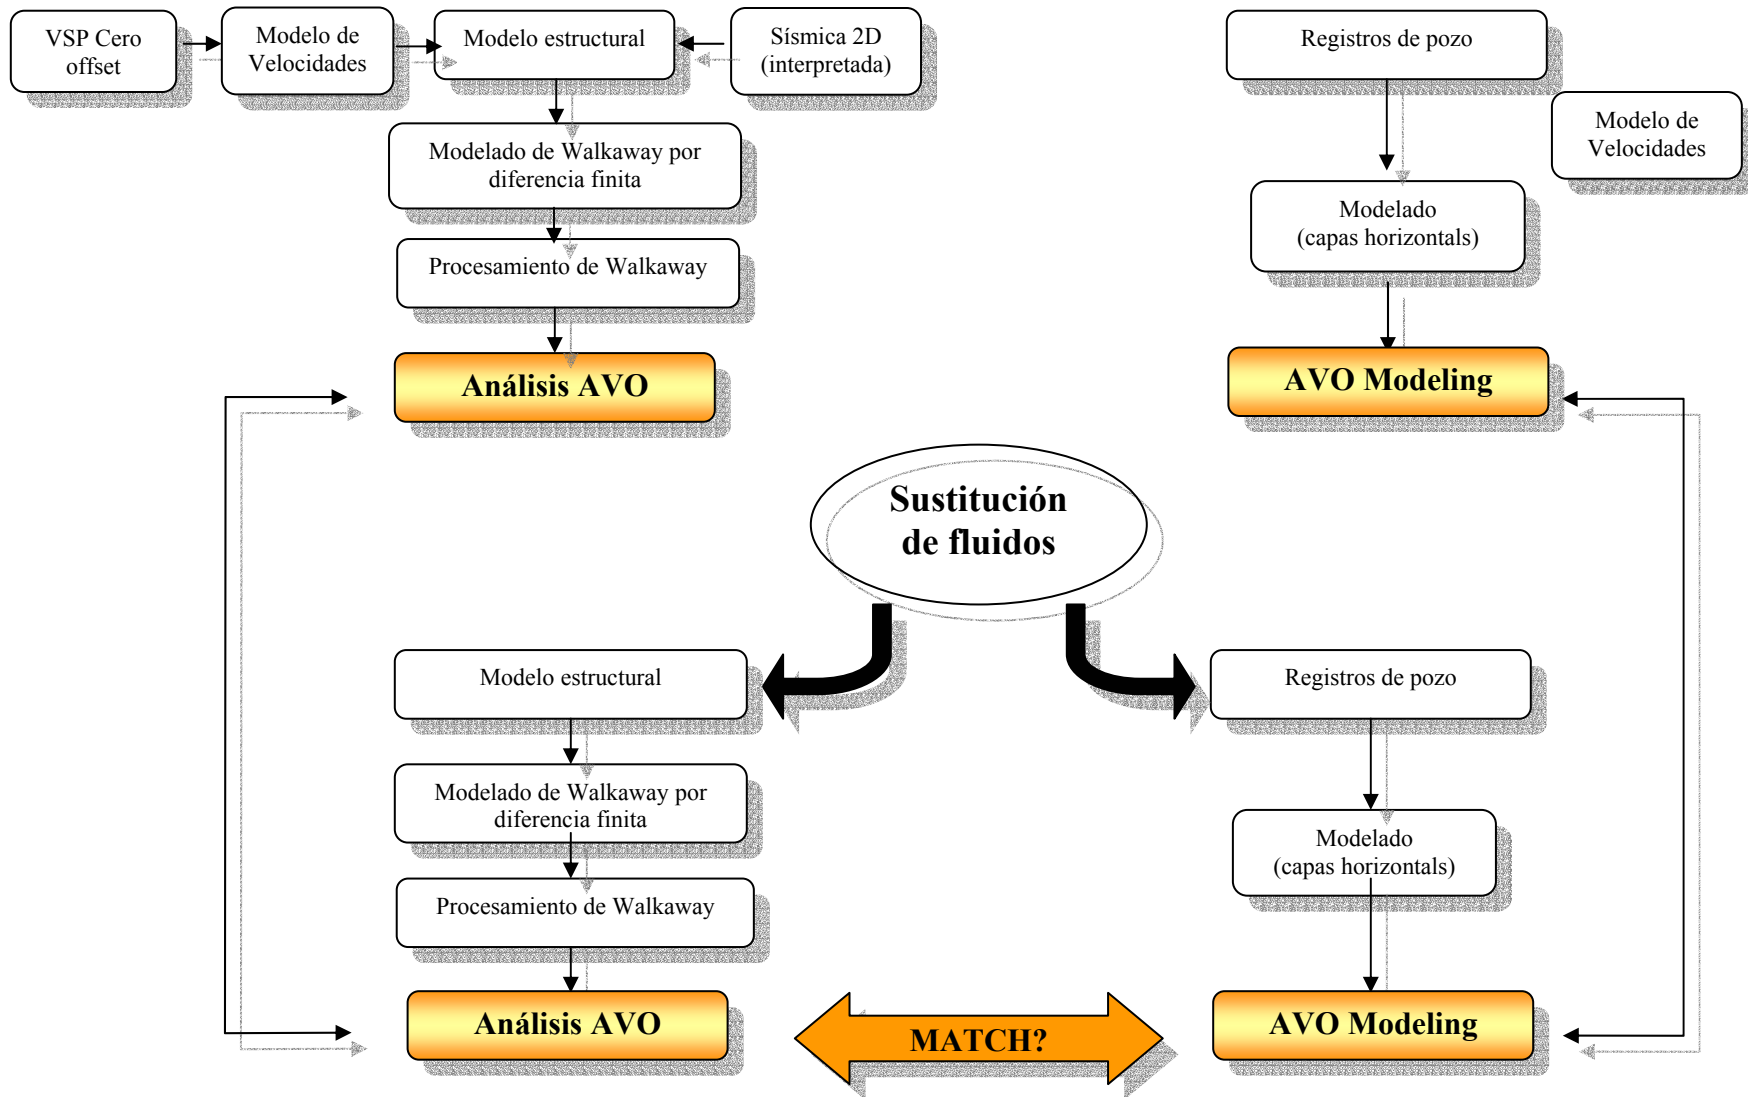 VSP Cero
offset
Modelo de
Velocidades
Modelo estructural
Sísmica 2D
(interpretada)
Registros de pozo
Modelo de
Velocidades
Modelado de Walkaway por
diferencia finita
Modelado
(capas horizontals)
Procesamiento de Walkaway
Análisis AVO
AVO Modeling
Sustitución
de fluidos
Modelo estructural
Registros de pozo
Modelado de Walkaway por
diferencia finita
Modelado
(capas horizontals)
Procesamiento de Walkaway
Análisis AVO
MATCH?
AVO Modeling